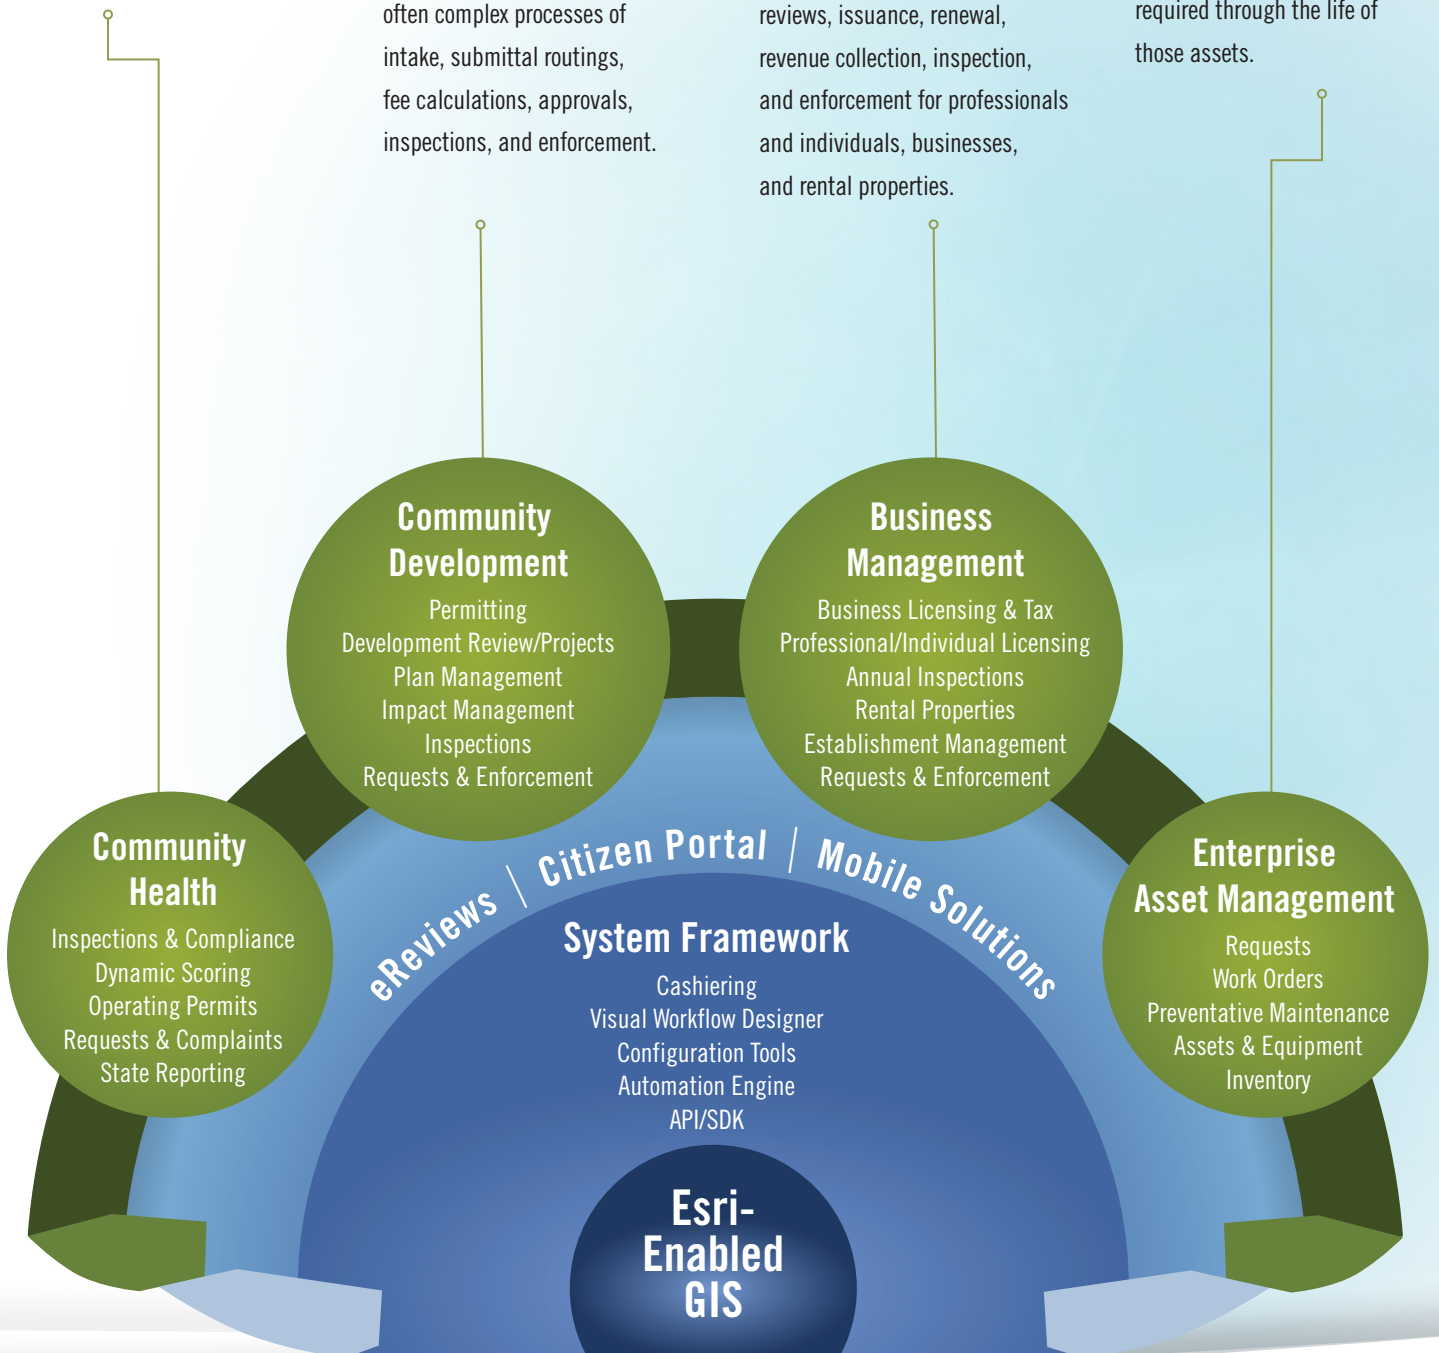 often complex processes of
intake, submittal routings,
fee calculations, approvals,
inspections, and enforcement.
reviews, issuance, renewal,
revenue collection, inspection,
and enforcement for professionals
and individuals, businesses,
and rental properties.
required through the life of
those assets.
Community
Development
Permitting
Development Review/Projects
Plan Management
Impact Management
Inspections
Requests & Enforcement
Business
Management
Business Licensing & Tax
Professional/Individual Licensing
Annual Inspections
Rental Properties
Establishment Management
Requests & Enforcement
Community
Health
Inspections & Compliance
Dynamic Scoring
Operating Permits
Requests & Complaints
State Reporting
eReviews | Citizen Portal | Mobile Solutions
Enterprise
Asset Management
Requests
Work Orders
Preventative Maintenance
Assets & Equipment
Inventory
System Framework
Cashiering
Visual Workflow Designer
Configuration Tools
Automation Engine
API/SDK
Esri-
Enabled
GIS